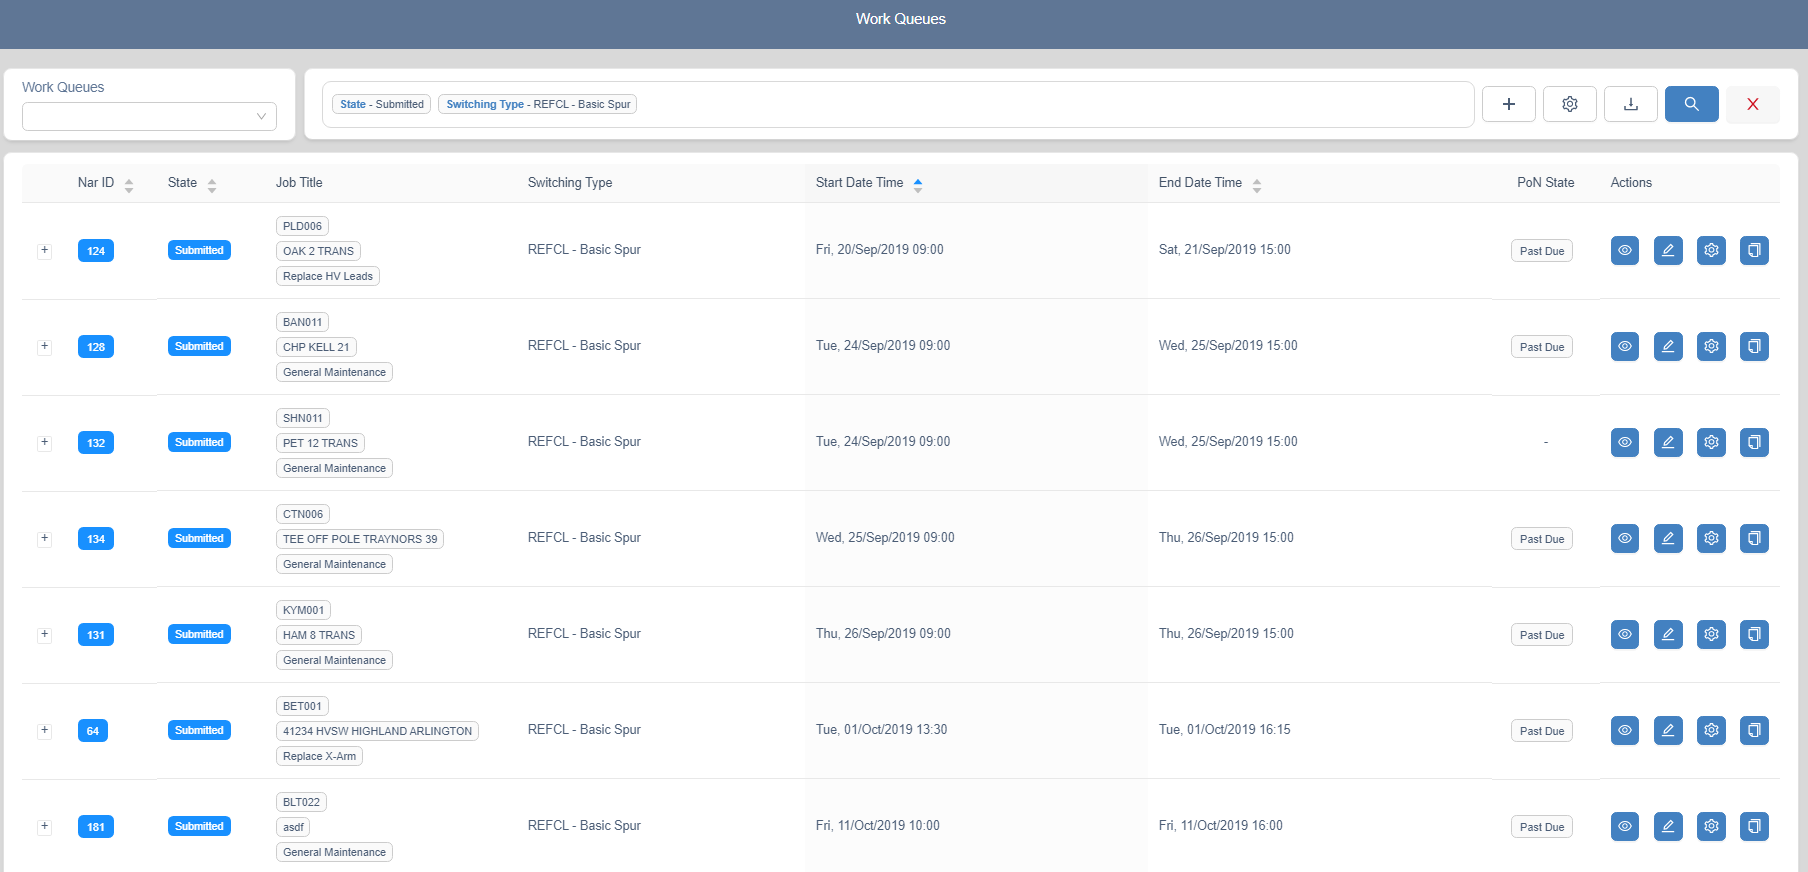 Work Queues
Work Queues
State - Submitted Switching Type - REFCL - Basic Spur
Nar ID State Job Title Switching Type Start Date Time End Date Time PoN State Actions
PLD006
124 Submitted OAK 2 TRANS REFCL - Basic Spur Fri, 20/Sep/2019 09:00 Sat, 21/Sep/2019 15:00 Past Due
Replace HV Leads
BAN011
128 Submitted CHP KELL 21 REFCL - Basic Spur Tue, 24/Sep/2019 09:00 Wed, 25/Sep/2019 15:00 Past Due
General Maintenance
SHN011
132 Submitted PET 12 TRANS REFCL - Basic Spur Tue, 24/Sep/2019 09:00 Wed, 25/Sep/2019 15:00 -
General Maintenance
CTN006
134 Submitted TEE OFF POLE TRAYNORS 39 REFCL - Basic Spur Wed, 25/Sep/2019 09:00 Thu, 26/Sep/2019 15:00 Past Due
General Maintenance
KYM001
131 Submitted HAM 8 TRANS REFCL - Basic Spur Thu, 26/Sep/2019 09:00 Thu, 26/Sep/2019 15:00 Past Due
General Maintenance
BET001
64 Submitted 41234 HVSW HIGHLAND ARLINGTON REFCL - Basic Spur Tue, 01/Oct/2019 13:30 Tue, 01/Oct/2019 16:15 Past Due
Replace X-Arm
BLT022
181 Submitted asdf REFCL - Basic Spur Fri, 11/Oct/2019 10:00 Fri, 11/Oct/2019 16:00 Past Due
General Maintenance